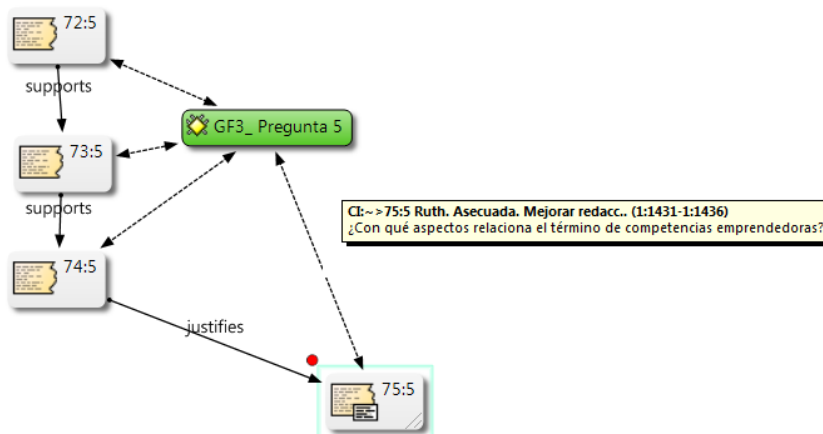 72:5
supports
GF3_ Pregunta 5
73:5
supports
CI:~>75:5 Ruth. Asecuada. Mejorar redacc.. (1:1431-1:1436)
¿Con qué aspectos relaciona el término de competencias emprendedoras?
74:5
justifies
75:5